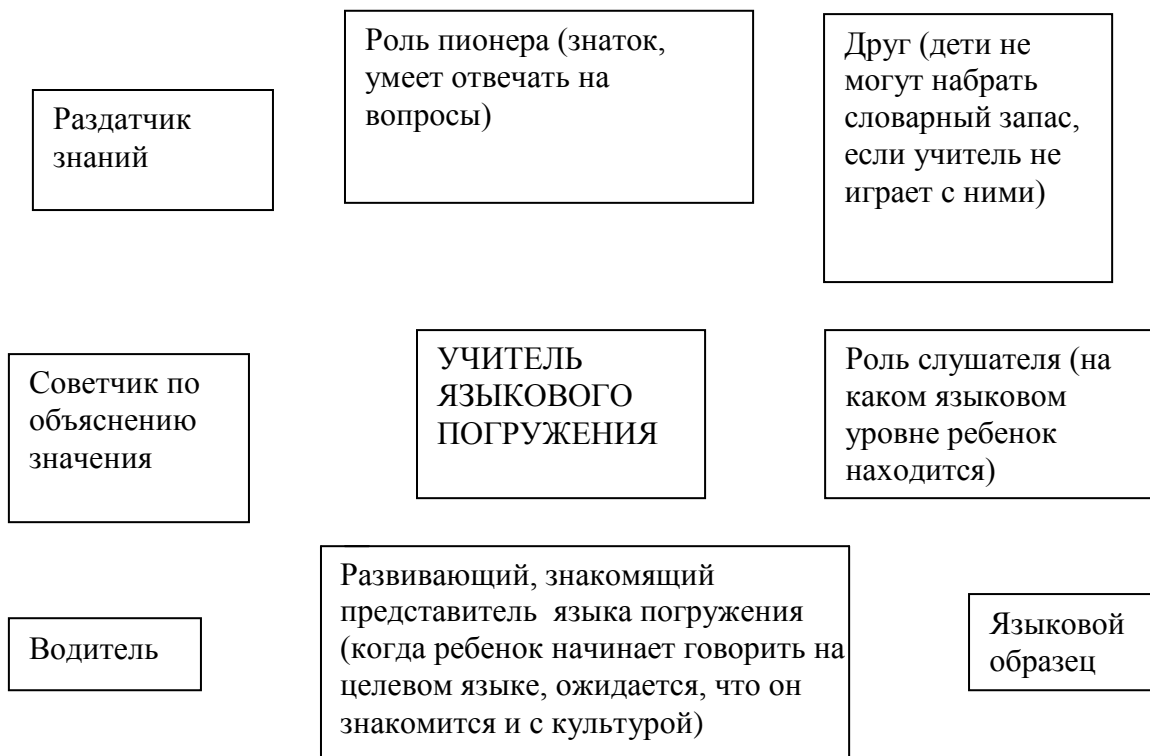 Раздатчик
знаний
Роль пионера (знаток,
умеет отвечать на
вопросы)
Друг (дети не
могут набрать
словарный запас,
если учитель не
играет с ними)
Советчик по
объяснению
значения
УЧИТЕЛЬ
ЯЗЫКОВОГО
ПОГРУЖЕНИЯ
Роль слушателя (на
каком языковом
уровне ребенок
находится)
Водитель
Развивающий, знакомящий
представитель языка погружения
(когда ребенок начинает говорить на
целевом языке, ожидается, что он
знакомится и с культурой)
Языковой
образец